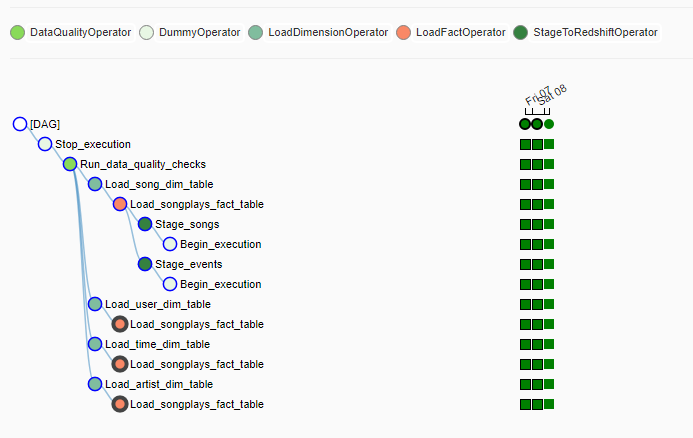 DataQualityOperator DummyOperator LoadDimensionOperator LoadFactOperator StageToRedshiftOperator
Fri 07 Sat 08
[DAG]
Stop_execution
Run_data_quality_checks
Load_song_dim_table
Load_songplays_fact_table
Stage_songs
Begin_execution
Stage_events
Begin_execution
Load_user_dim_table
Load_songplays_fact_table
Load_time_dim_table
Load_songplays_fact_table
Load_artist_dim_table
Load_songplays_fact_table